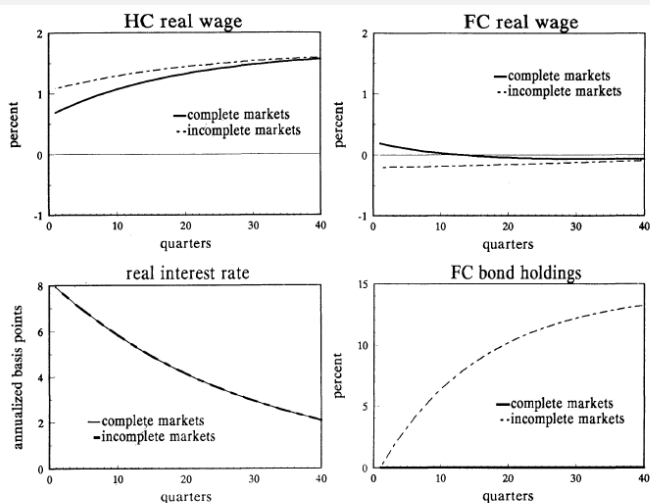 HC real wage
2
1
0
-1
percent
complete markets
incomplete markets
0 10 20 30 40
quarters
FC real wage
2
1
0
-1
percent
complete markets
incomplete markets
0 10 20 30 40
quarters
real interest rate
8
6
4
2
0
annualized basis points
complete markets
incomplete markets
0 10 20 30 40
quarters
FC bond holdings
15
10
5
0
percent
complete markets
incomplete markets
0 10 20 30 40
quarters